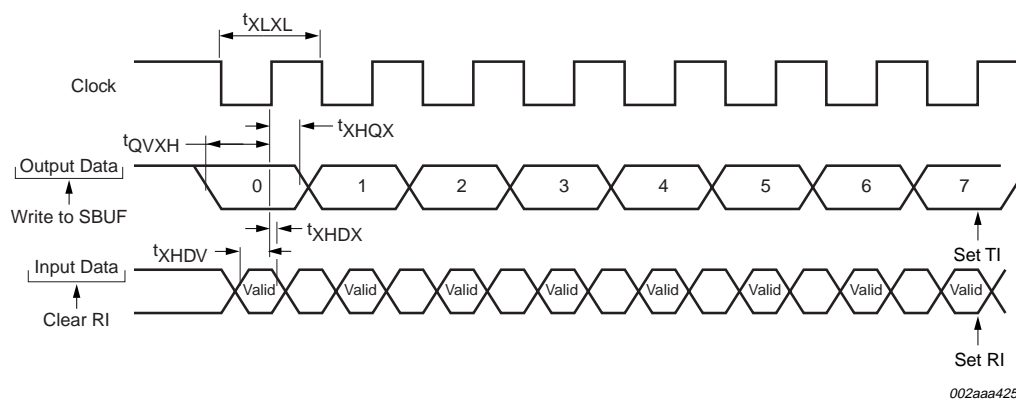 tXLXL
Clock
tXHQX
tQVXH
Output Data
0 1 2 3 4 5 6 7
Write to SBUF
tXHDX
Set TI
tXHDV
Input Data
Valid Valid Valid Valid Valid Valid Valid Valid
Clear RI
Set RI
002aaa425